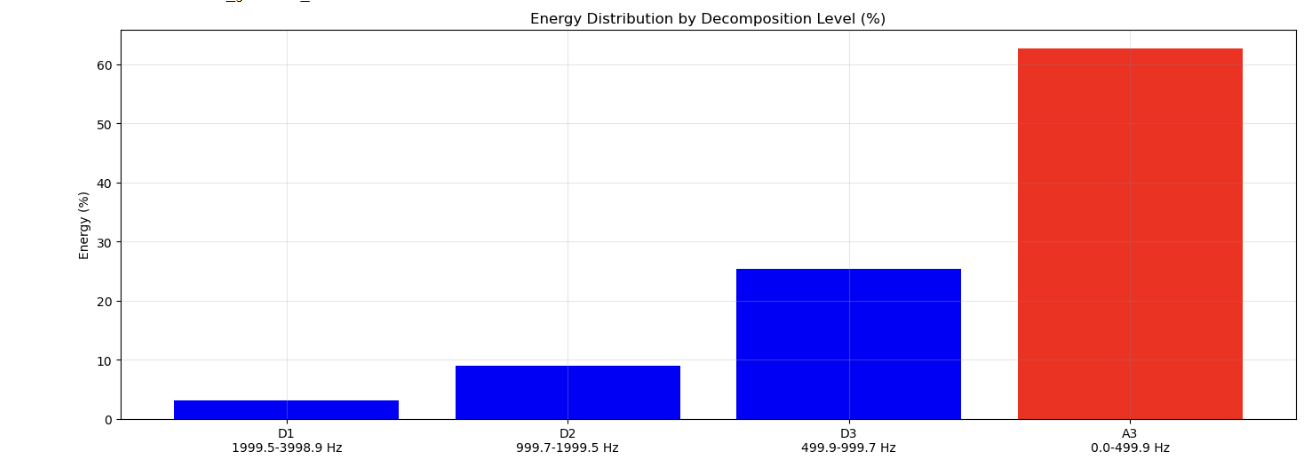 Energy Distribution by Decomposition Level (%)
Energy (%)
60
50
40
30
20
10
0
D1
1999.5-3998.9 Hz
D2
999.7-1999.5 Hz
D3
499.9-999.7 Hz
A3
0.0-499.9 Hz